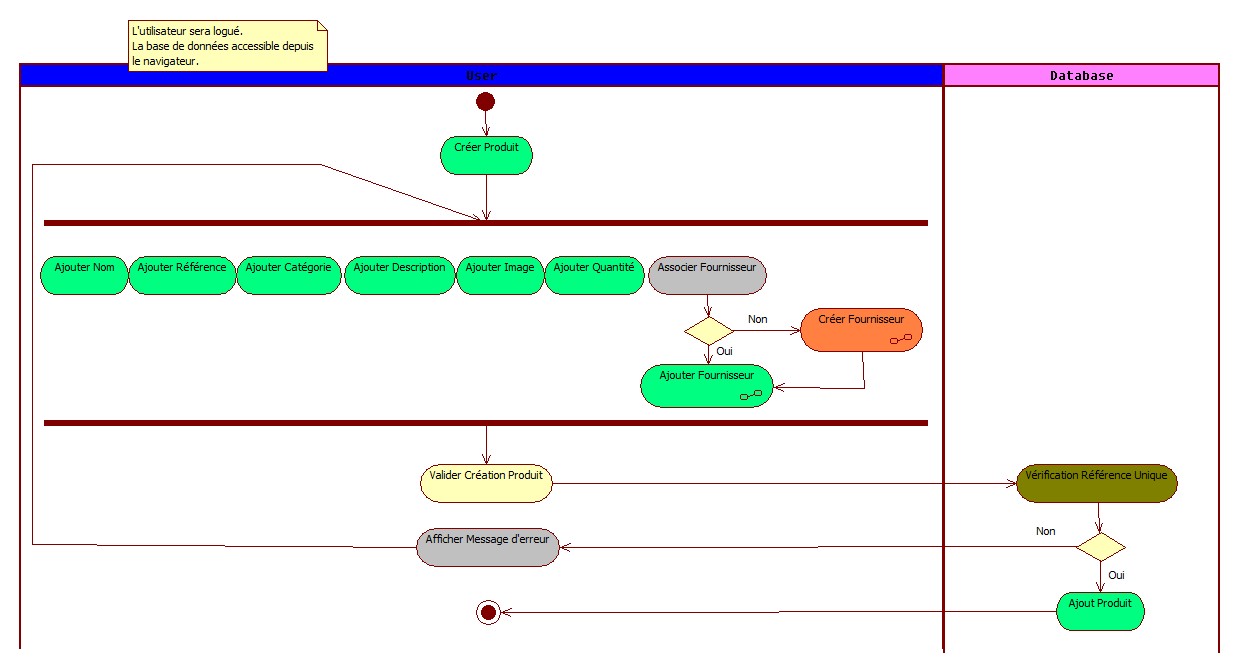 L'utilisateur sera logué.
La base de données accessible depuis
le navigateur.
User
Database
Créer Produit
Ajouter Nom
Ajouter Référence
Ajouter Catégorie
Ajouter Description
Ajouter Image
Ajouter Quantité
Associer Fournisseur
Non
Créer Fournisseur
Oui
Ajouter Fournisseur
Valider Création Produit
Vérification Référence Unique
Non
Afficher Message d'erreur
Oui
Ajout Produit